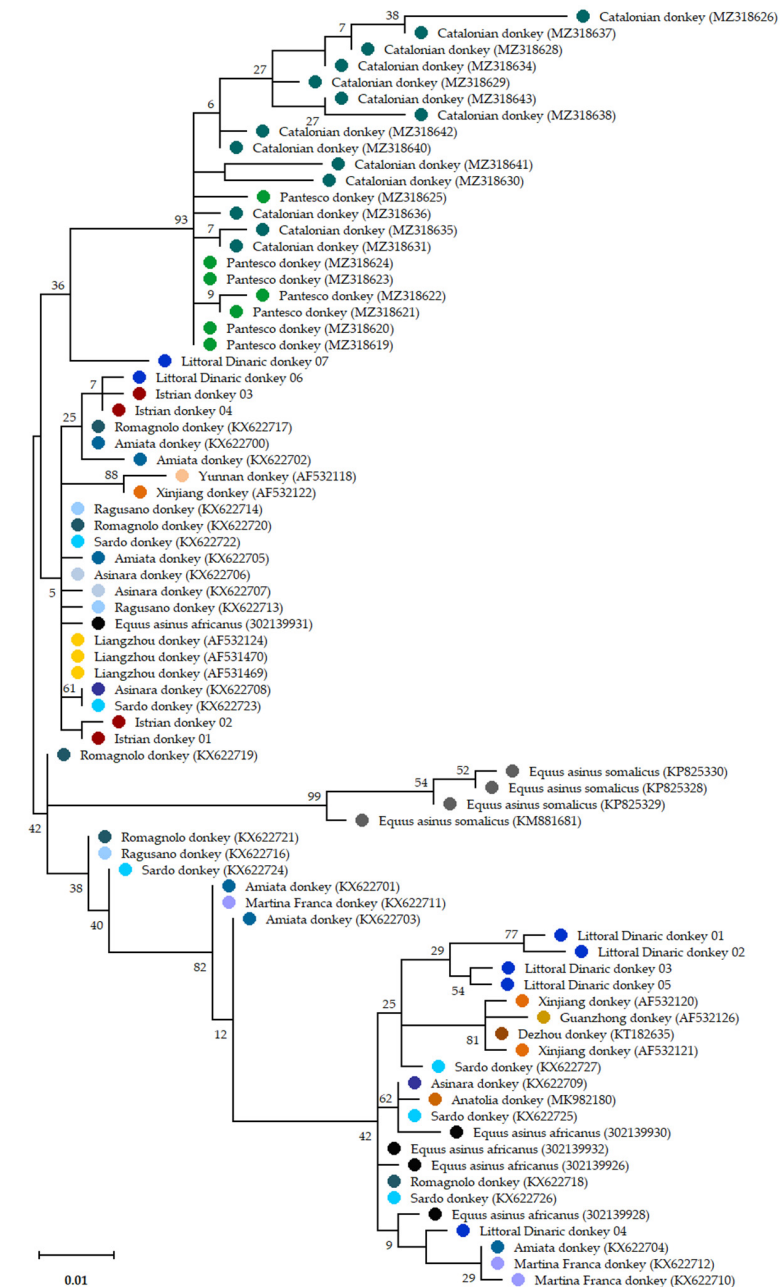 38
Catalonian donkey (MZ318626)
7
Catalonian donkey (MZ318637)
Catalonian donkey (MZ318628)
27
Catalonian donkey (MZ318634)
Catalonian donkey (MZ318629)
6
Catalonian donkey (MZ318643)
Catalonian donkey (MZ318638)
27
Catalonian donkey (MZ318642)
Catalonian donkey (MZ318640)
Catalonian donkey (MZ318641)
Catalonian donkey (MZ318630)
Pantesco donkey (MZ318625)
93
Catalonian donkey (MZ318636)
7
Catalonian donkey (MZ318635)
Catalonian donkey (MZ318631)
Pantesco donkey (MZ318624)
Pantesco donkey (MZ318623)
36
9
Pantesco donkey (MZ318622)
Pantesco donkey (MZ318621)
Pantesco donkey (MZ318620)
Pantesco donkey (MZ318619)
Littoral Dinaric donkey 07
7
Littoral Dinaric donkey 06
Istrian donkey 03
25
Istrian donkey 04
Romagnolo donkey (KX622717)
Amiata donkey (KX622700)
Amiata donkey (KX622702)
88
Yunnan donkey (AF532118)
Xinjiang donkey (AF532122)
Ragusano donkey (KX622714)
Romagnolo donkey (KX622720)
Sardo donkey (KX622722)
Amiata donkey (KX622705)
Asinara donkey (KX622706)
5
Asinara donkey (KX622707)
Ragusano donkey (KX622713)
Equus asinus africanus (302139931)
Liangzhou donkey (AF532124)
Liangzhou donkey (AF531470)
Liangzhou donkey (AF531469)
61
Asinara donkey (KX622708)
Sardo donkey (KX622723)
Istrian donkey 02
Istrian donkey 01
Romagnolo donkey (KX622719)
52
Equus asinus somalicus (KP825330)
54
Equus asinus somalicus (KP825328)
99
Equus asinus somalicus (KP825329)
Equus asinus somalicus (KM881681)
42
Romagnolo donkey (KX622721)
Ragusano donkey (KX622716)
Sardo donkey (KX622724)
38
Amiata donkey (KX622701)
Martina Franca donkey (KX622711)
40
Amiata donkey (KX622703)
77
Littoral Dinaric donkey 01
29
Littoral Dinaric donkey 02
82
Littoral Dinaric donkey 03
54
Littoral Dinaric donkey 05
25
Xinjiang donkey (AF532120)
Guanzhong donkey (AF532126)
12
81
Dezhou donkey (KT182635)
Xinjiang donkey (AF532121)
Sardo donkey (KX622727)
Asinara donkey (KX622709)
62
Anatolia donkey (MK982180)
Sardo donkey (KX622725)
42
Equus asinus africanus (302139930)
Equus asinus africanus (302139932)
Equus asinus africanus (302139926)
Romagnolo donkey (KX622718)
Sardo donkey (KX622726)
Equus asinus africanus (302139928)
9
Littoral Dinaric donkey 04
Amiata donkey (KX622704)
Martina Franca donkey (KX622712)
29
Martina Franca donkey (KX622710)
0.01